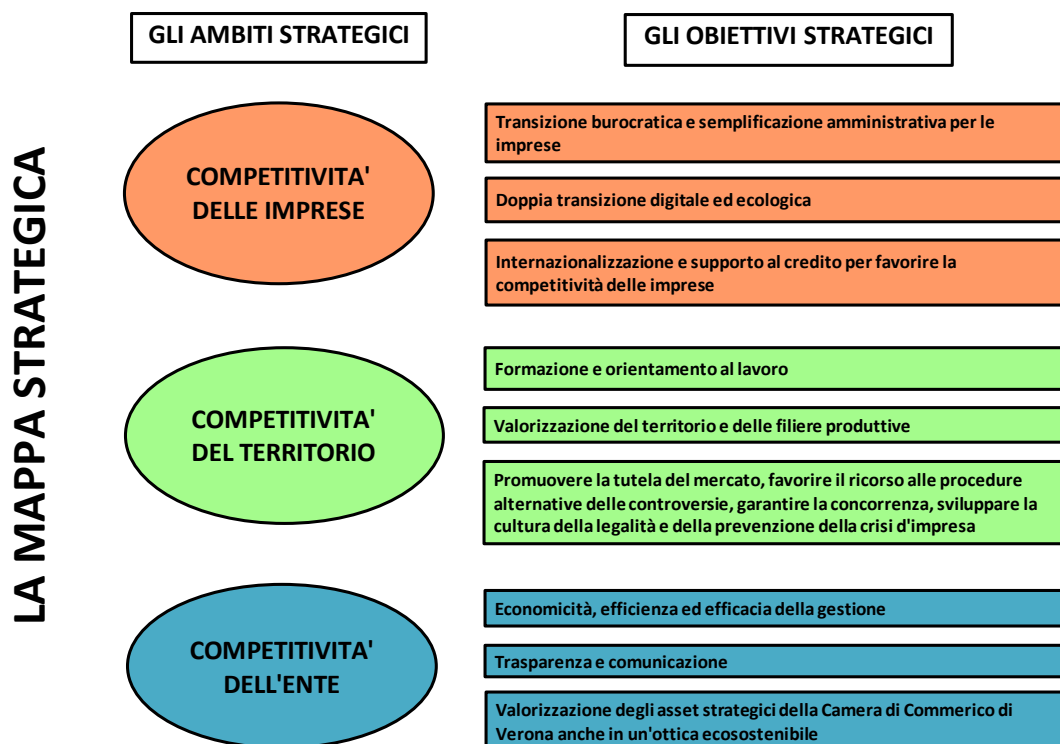 LA MAPPA STRATEGICA
GLI AMBITI STRATEGICI
GLI OBIETTIVI STRATEGICI
COMPETITIVITA'
DELLE IMPRESE
Transizione burocratica e semplificazione amministrativa per le
imprese
Doppia transizione digitale ed ecologica
Internazionalizzazione e supporto al credito per favorire la
competitività delle imprese
COMPETITIVITA'
DEL TERRITORIO
Formazione e orientamento al lavoro
Valorizzazione del territorio e delle filiere produttive
Promuovere la tutela del mercato, favorire il ricorso alle procedure
alternative delle controversie, garantire la concorrenza, sviluppare la
cultura della legalità e della prevenzione della crisi d'impresa
COMPETITIVITA'
DELL'ENTE
Economicità, efficienza ed efficacia della gestione
Trasparenza e comunicazione
Valorizzazione degli asset strategici della Camera di Commerico di
Verona anche in un'ottica ecosostenibile